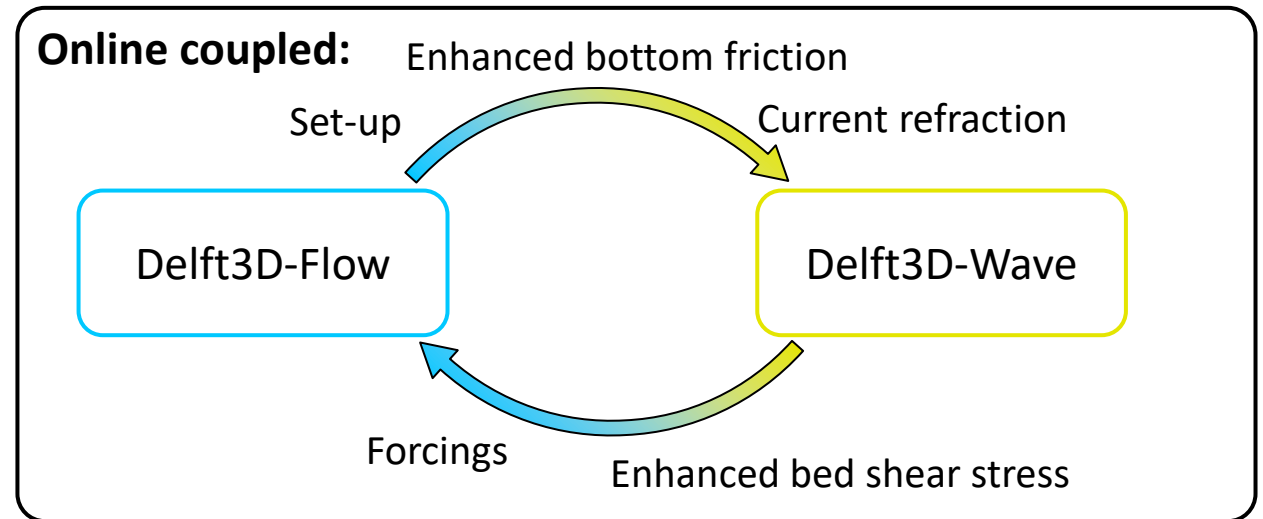 Online coupled:
Enhanced bottom friction
Set-up
Current refraction
Delft3D-Flow
Delft3D-Wave
Forcings
Enhanced bed shear stress